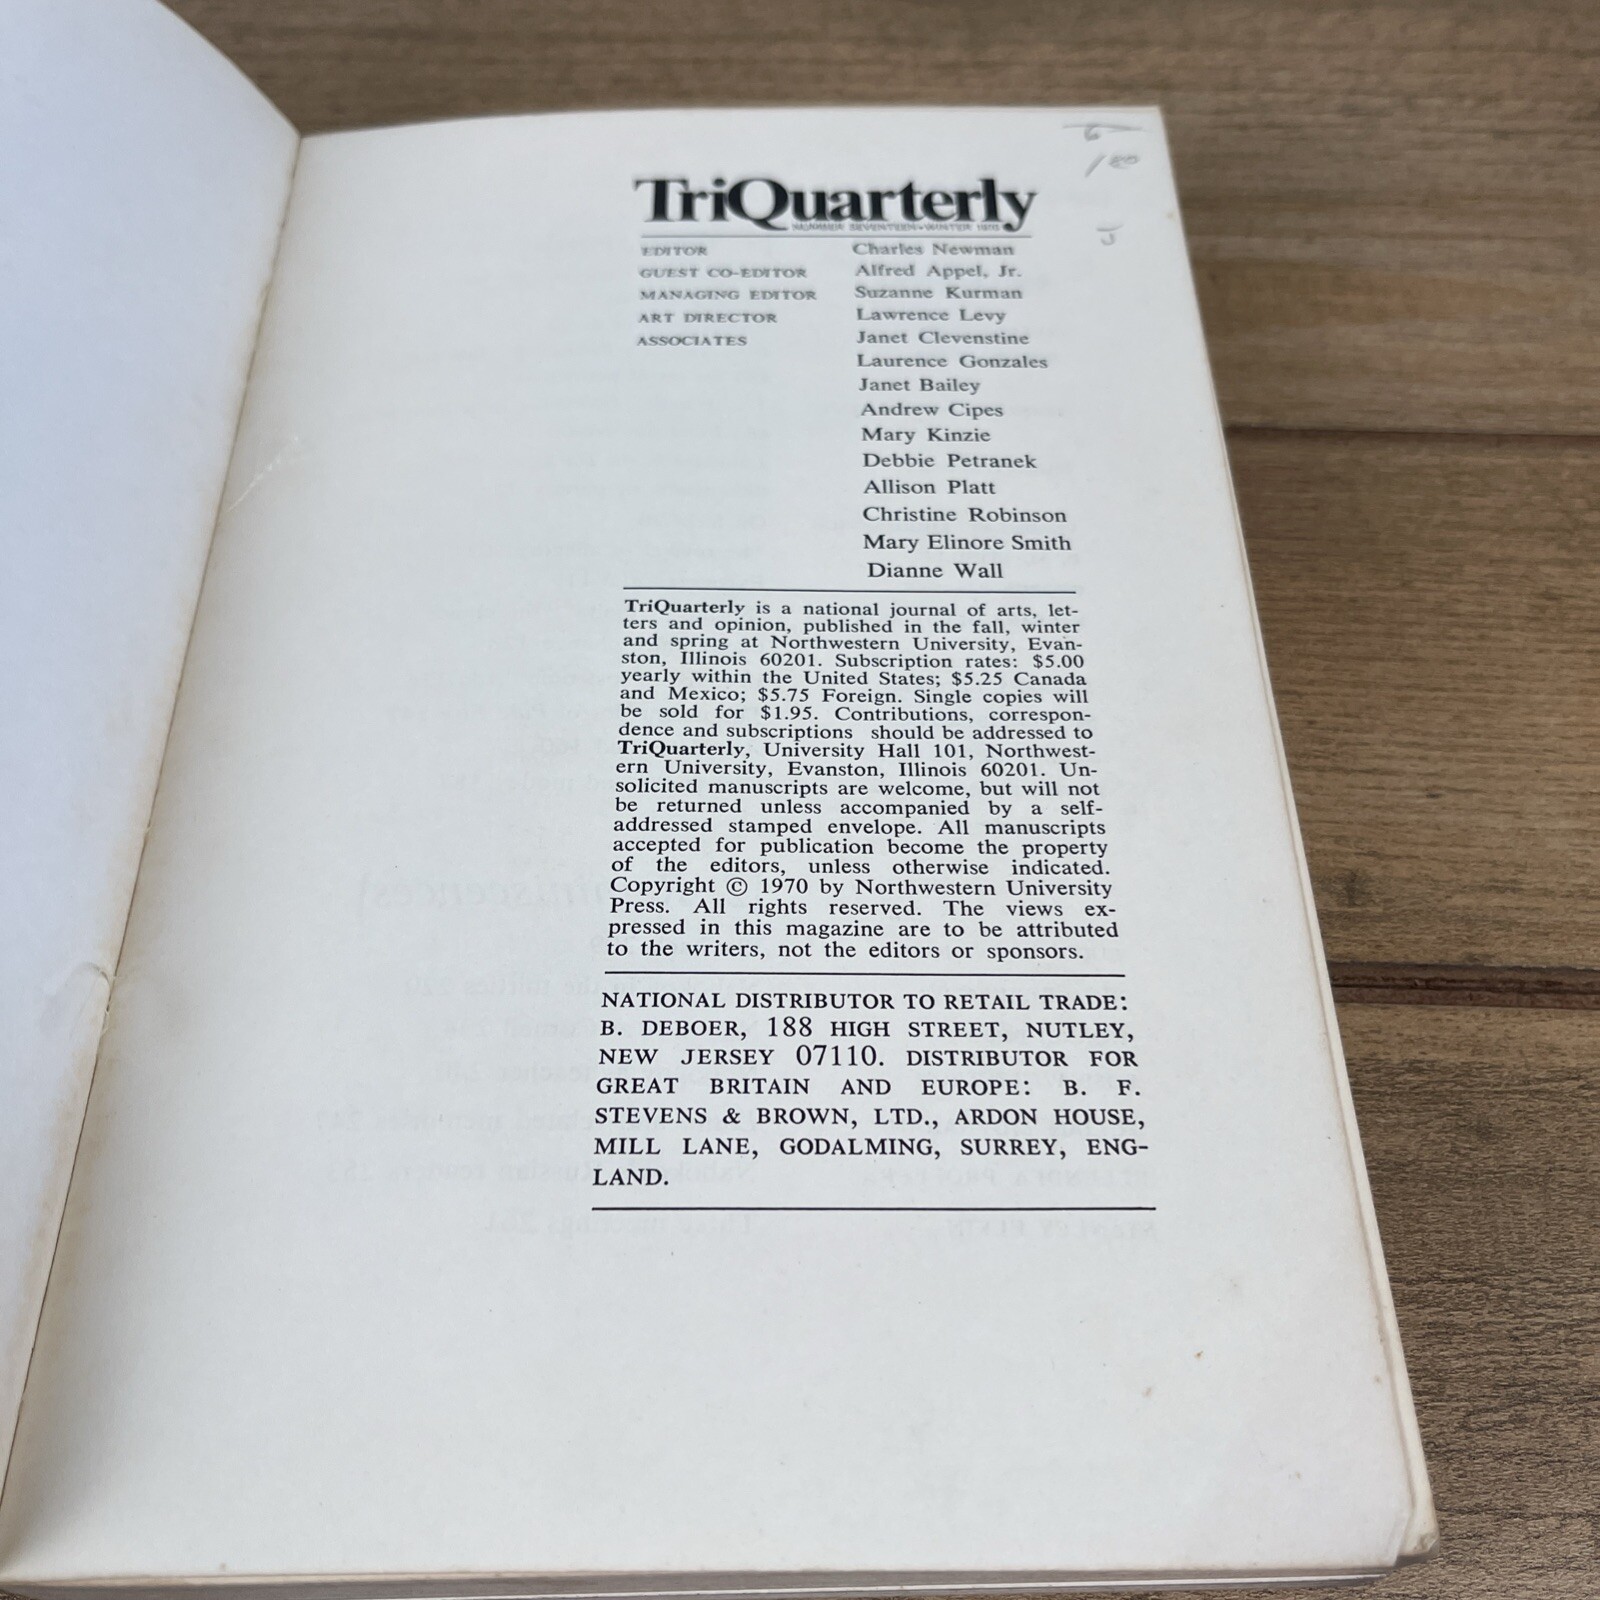 TriQuarterly
NUMBER SEVENTEEN • WINTER 1970
EDITOR Charles Newman
GUEST CO-EDITOR Alfred Appel, Jr.
MANAGING EDITOR Suzanne Kurman
ART DIRECTOR Lawrence Levy
ASSOCIATES Janet Clevenstine
Laurence Gonzales
Janet Bailey
Andrew Cipes
Mary Kinzie
Debbie Petranek
Allison Platt
Christine Robinson
Mary Elinore Smith
Dianne Wall
TriQuarterly is a national journal of arts, let-
ters and opinion, published in the fall, winter
and spring at Northwestern University, Evan-
ston, Illinois 60201. Subscription rates: $5.00
yearly within the United States; $5.25 Canada
and Mexico; $5.75 Foreign. Single copies will
be sold for $1.95. Contributions, correspon-
dence and subscriptions should be addressed to
TriQuarterly, University Hall 101, Northwest-
ern University, Evanston, Illinois 60201. Un-
solicited manuscripts are welcome, but will not
be returned unless accompanied by a self-
addressed stamped envelope. All manuscripts
accepted for publication become the property
of the editors, unless otherwise indicated.
Copyright © 1970 by Northwestern University
Press. All rights reserved. The views ex-
pressed in this magazine are to be attributed
to the writers, not the editors or sponsors.
NATIONAL DISTRIBUTOR TO RETAIL TRADE:
B. DEBOER, 188 HIGH STREET, NUTLEY,
NEW JERSEY 07110. DISTRIBUTOR FOR
GREAT BRITAIN AND EUROPE: B. F.
STEVENS & BROWN, LTD., ARDON HOUSE,
MILL LANE, GODALMING, SURREY, ENG-
LAND.